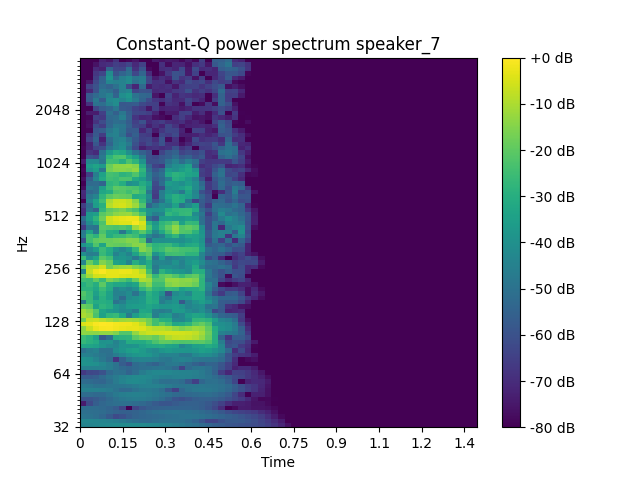 Constant-Q power spectrum speaker_7
+0 dB
-10 dB
-20 dB
-30 dB
-40 dB
-50 dB
-60 dB
-70 dB
-80 dB
Hz
2048
1024
512
256
128
64
32
0 0.15 0.3 0.45 0.6 0.75 0.9 1.1 1.2 1.4
Time